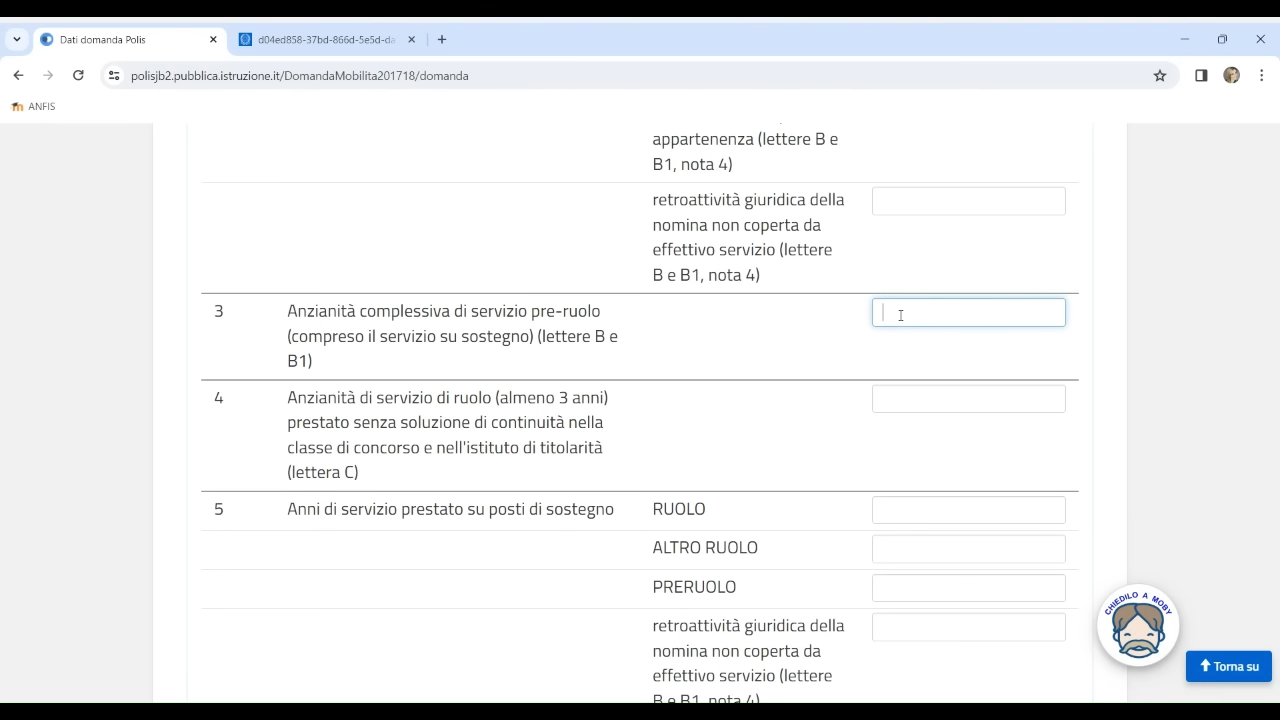 Dati domanda Polis
d04ed858-37bd-866d-5e5d-da
polisjb2.pubblica.istruzione.it/DomandaMobilita201718/domanda
ANFIS
appartenenza (lettere B e
B1, nota 4)
retroattività giuridica della
nomina non coperta da
effettivo servizio (lettere
B e B1, nota 4)
3
Anzianità complessiva di servizio pre-ruolo
(compreso il servizio su sostegno) (lettere B e
B1)
4
Anzianità di servizio di ruolo (almeno 3 anni)
prestato senza soluzione di continuità nella
classe di concorso e nell'istituto di titolarità
(lettera C)
5
Anni di servizio prestato su posti di sostegno
RUOLO
ALTRO RUOLO
PRERUOLO
retroattività giuridica della
nomina non coperta da
effettivo servizio (lettere
B e B1, nota 4)
CHIEDILO A MOBY
Torna su